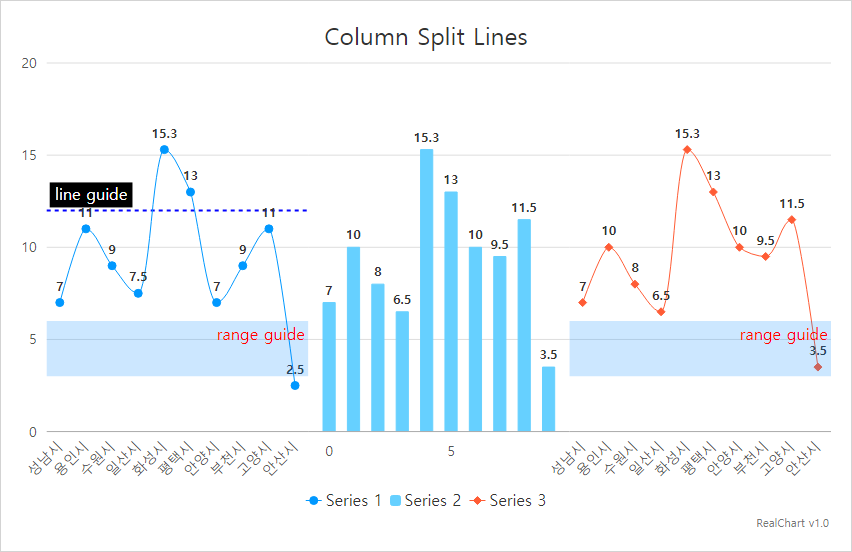 Column Split Lines
20
15
10
5
0
line guide
range guide
7
11
9
7.5
15.3
13
7
9
11
2.5
7
10
8
6.5
15.3
13
10
9.5
11.5
3.5
range guide
7
10
8
6.5
15.3
13
10
9.5
11.5
3.5
성남시
용인시
수원시
일산시
화성시
평택시
안양시
부천시
고양시
안산시
0
5
성남시
용인시
수원시
일산시
화성시
평택시
안양시
부천시
고양시
안산시
Series 1
Series 2
Series 3
RealChart v1.0